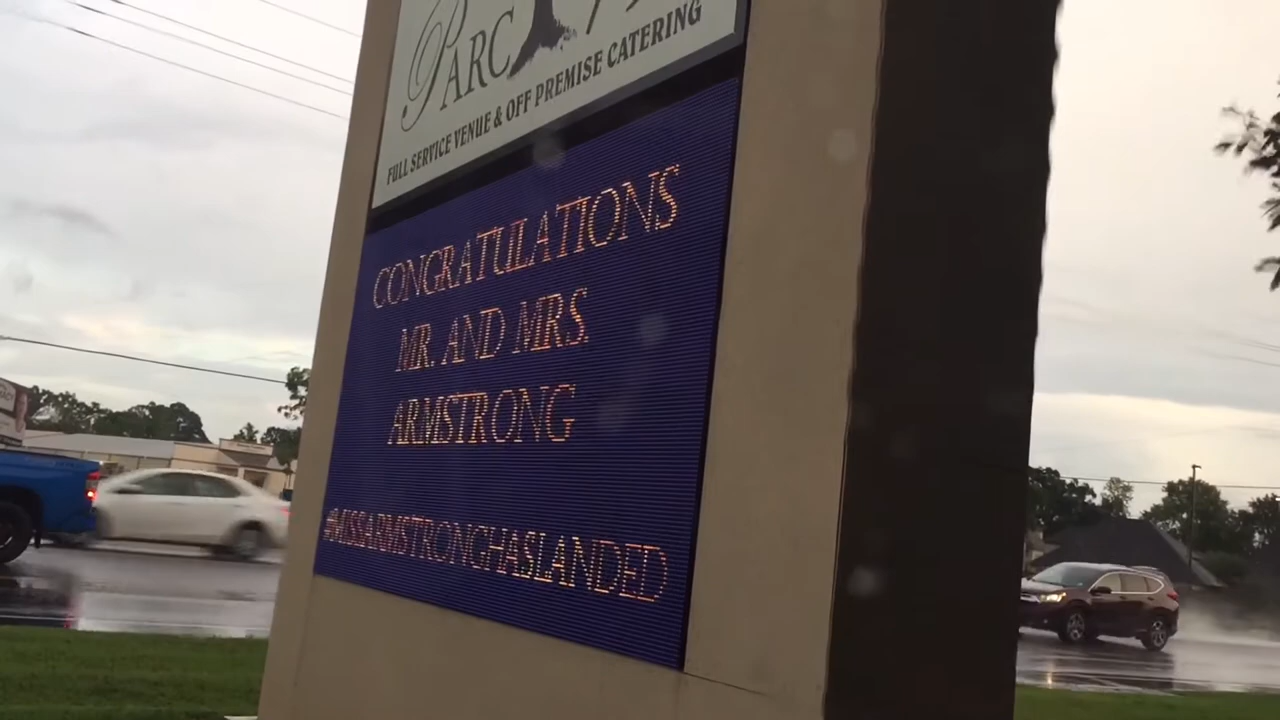 PARC
FULL SERVICE VENUE & OFF PREMISE CATERING
CONGRATULATIONS
MR. AND MRS.
ARMSTRONG
#MISSARMSTRONGHASLANDED